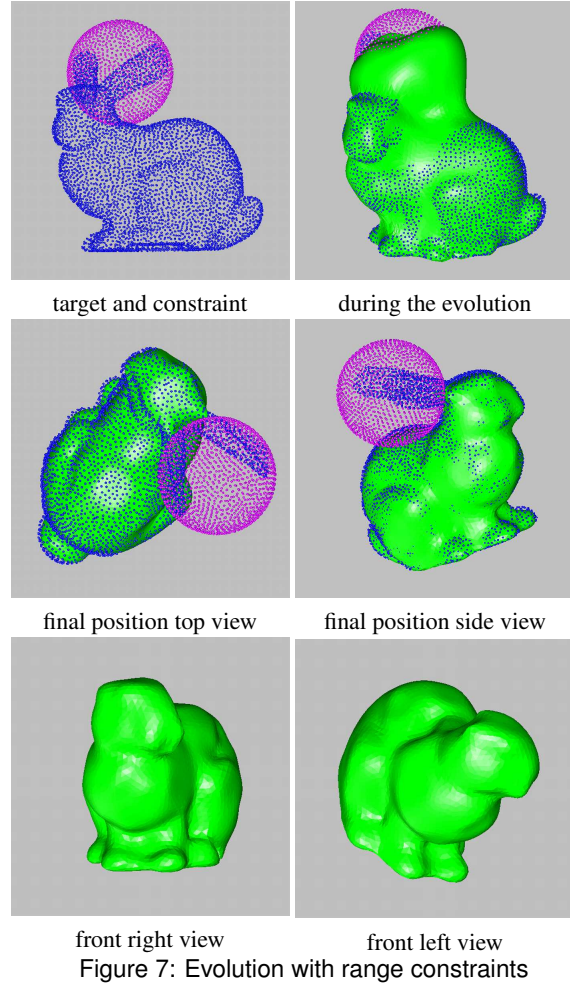 target and constraint
during the evolution
final position top view
final position side view
front right view
front left view
Figure 7: Evolution with range constraints